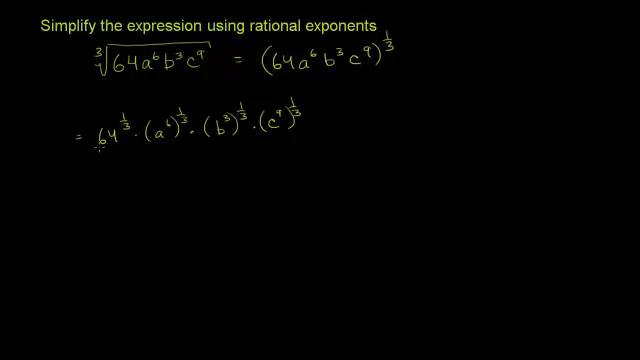 Simplify the expression using rational exponents
∛(64a⁶b³c⁹) = (64a⁶b³c⁹)^(1/3)
= 64^(1/3) · (a⁶)^(1/3) · (b³)^(1/3) · (c⁹)^(1/3)